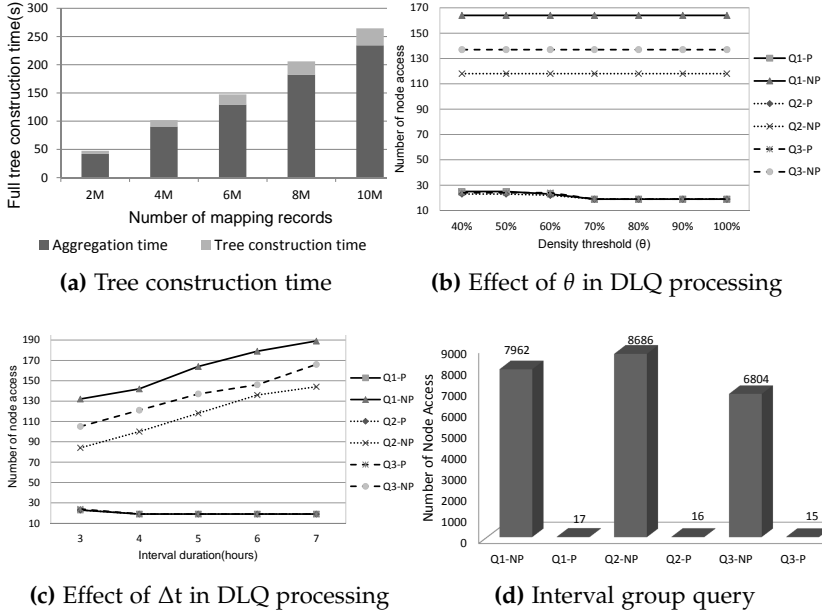 Full tree construction time(s)
300
250
200
150
100
50
0
2M 4M 6M 8M 10M
Number of mapping records
Aggregation time Tree construction time
(a) Tree construction time
Number of node access
170
150
130
110
90
70
50
30
10
40% 50% 60% 70% 80% 90% 100%
Density threshold (θ)
Q1-P
Q1-NP
Q2-P
Q2-NP
Q3-P
Q3-NP
(b) Effect of θ in DLQ processing
Number of node access
190
170
150
130
110
90
70
50
30
10
3 4 5 6 7
Interval duration(hours)
Q1-P
Q1-NP
Q2-P
Q2-NP
Q3-P
Q3-NP
(c) Effect of Δt in DLQ processing
Number of Node Access
9000
8000
7000
6000
5000
4000
3000
2000
1000
0
7962
17
8686
16
6804
15
Q1-NP Q1-P Q2-NP Q2-P Q3-NP Q3-P
(d) Interval group query